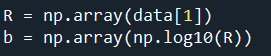 R = np.array(data[1])
b = np.array(np.log10(R))